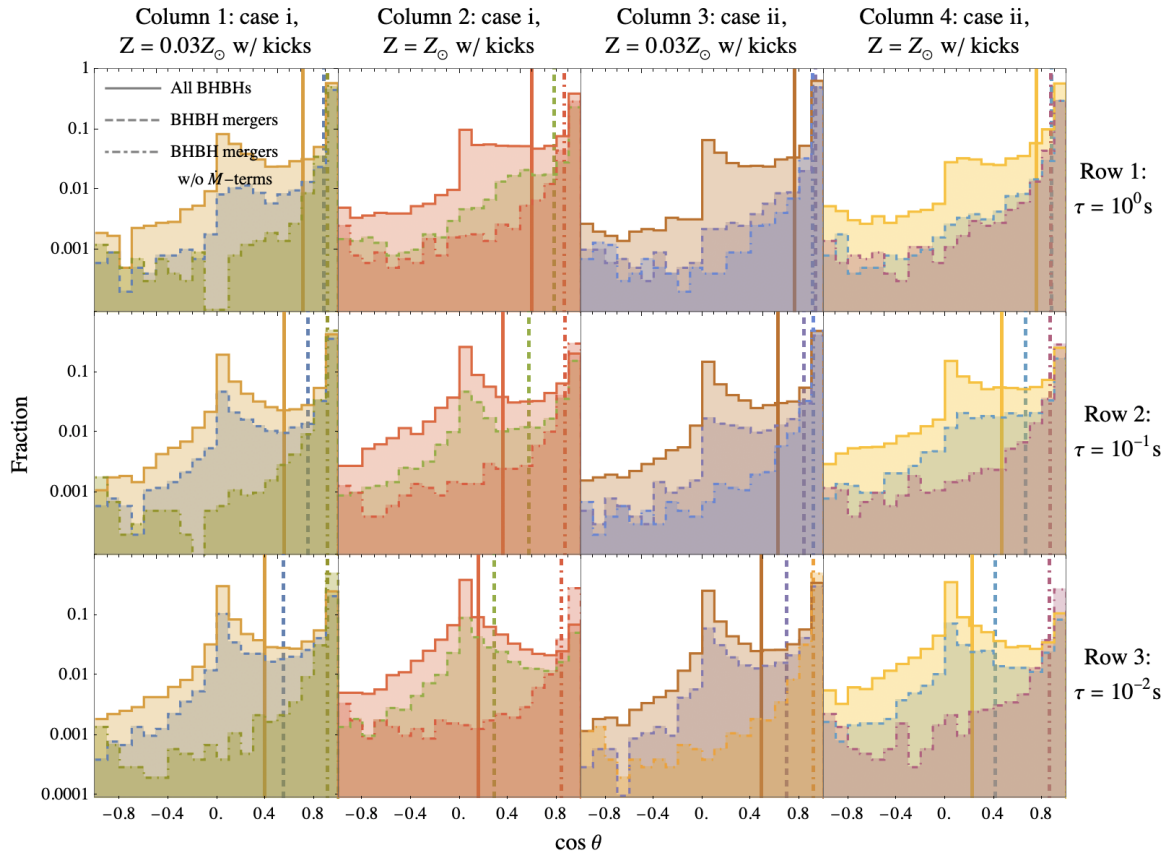 Column 1: case i,
Z = 0.03Z⊙ w/ kicks
Column 2: case i,
Z = Z⊙ w/ kicks
Column 3: case ii,
Z = 0.03Z⊙ w/ kicks
Column 4: case ii,
Z = Z⊙ w/ kicks
All BHBHs
BHBH mergers
BHBH mergers
w/o Ṁ−terms
1
0.1
0.01
0.001
Row 1:
τ = 10⁰ s
0.1
0.01
0.001
Row 2:
τ = 10⁻¹ s
0.1
0.01
0.001
0.0001
Row 3:
τ = 10⁻² s
Fraction
−0.8 −0.4 0. 0.4 0.8 −0.8 −0.4 0. 0.4 0.8 −0.8 −0.4 0. 0.4 0.8 −0.8 −0.4 0. 0.4 0.8
cos θ